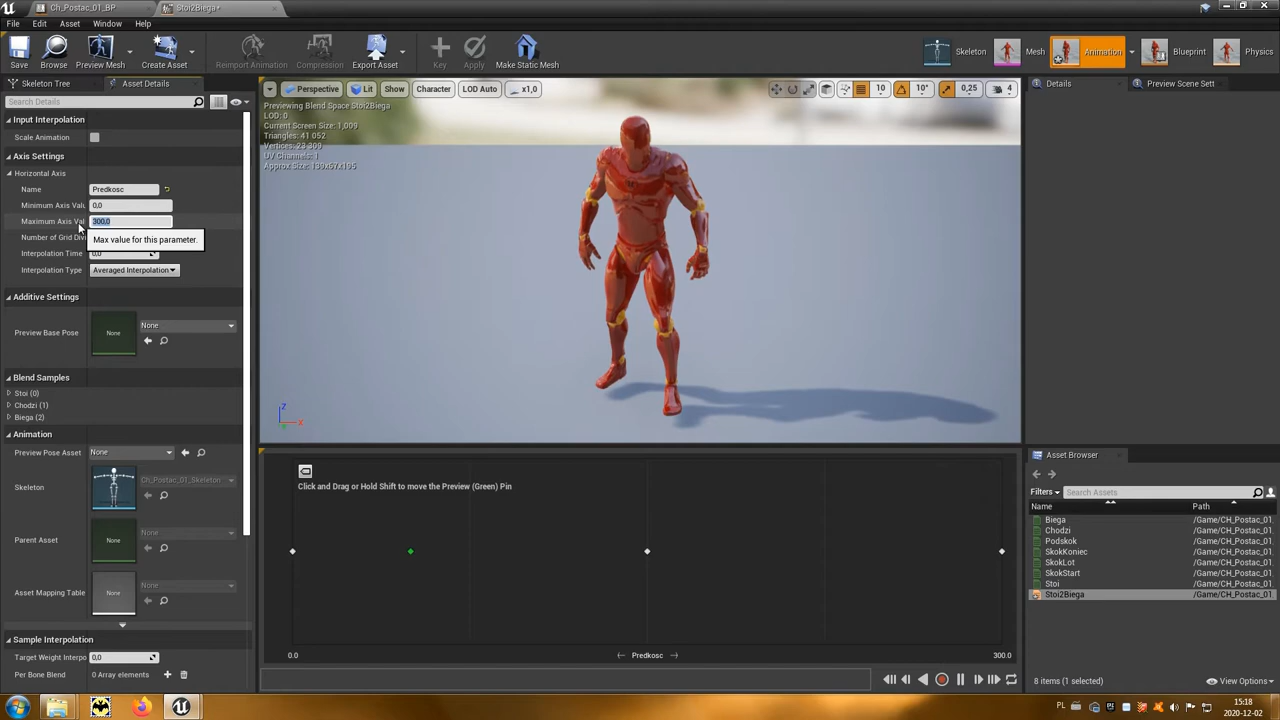 Ch_Postac_01_BP
Stoi2Biega*
File Edit Asset Window Help
Save
Browse
Preview Mesh
Create Asset
Reimport Animation
Compression
Key
Apply
Export Asset
Make Static Mesh
Skeleton
Mesh
Animation
Blueprint
Physics
Skeleton Tree
Asset Details
Search Details
Input Interpolation
Scale Animation
Axis Settings
Horizontal Axis
Name Predkosc
Minimum Axis Valu 0,0
Maximum Axis Val 300,0
Number of Grid Divi
Max value for this parameter.
Interpolation Time 0,0
Interpolation Type Averaged Interpolation
Additive Settings
Preview Base Pose None None
Blend Samples
Stoi (0)
Chodzi (1)
Biega (2)
Animation
Preview Pose Asset None
Skeleton Ch_Postac_01_Skeleton
Parent Asset None None
Asset Mapping Table None None
Sample Interpolation
Target Weight Interpo 0,0
Per Bone Blend 0 Array elements
Perspective Lit Show Character LOD Auto x1,0
10 10° 0,25 4
Previewing Blend Space Stoi2Biega
LOD: 0
Current Screen Size: 1,009
Triangles: 41 052
Vertices: 23 309
UV Channels: 1
Approx Size: 139x67x195
Z
X
Click and Drag or Hold Shift to move the Preview (Green) Pin
0.0 Predkosc 300.0
Details
Preview Scene Sett
Asset Browser
Filters Search Assets
Name Path
Biega /Game/CH_Postac_01
Chodzi /Game/CH_Postac_01
Podskok /Game/CH_Postac_01
SkokKoniec /Game/CH_Postac_01
SkokLot /Game/CH_Postac_01
SkokStart /Game/CH_Postac_01
Stoi /Game/CH_Postac_01
Stoi2Biega /Game/CH_Postac_01
8 items (1 selected) View Options
PL
15:18
2020-12-02